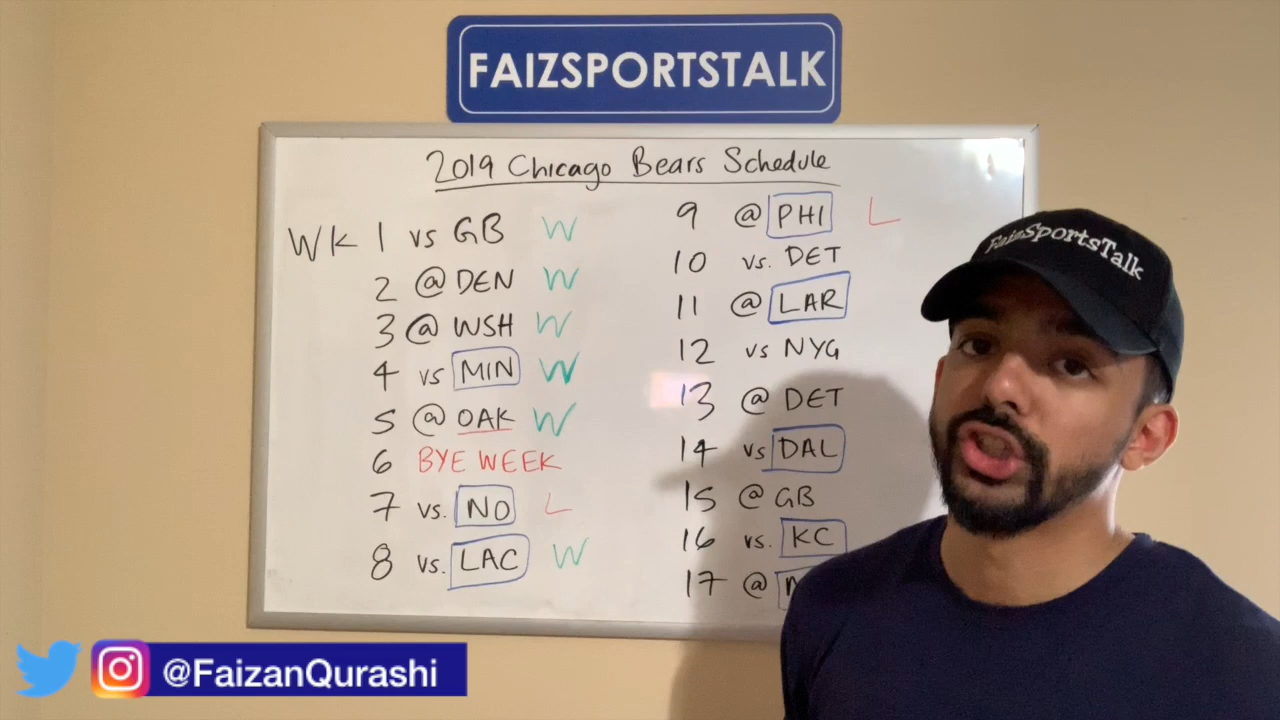 FAIZSPORTSTALK
2019 Chicago Bears Schedule
WK 1 vs GB W
2 @ DEN W
3 @ WSH W
4 vs MIN W
5 @ OAK W
6 BYE WEEK
7 vs. NO L
8 vs. LAC W
9 @ PHI L
10 vs. DET
11 @ LAR
12 vs NYG
13 @ DET
14 vs DAL
15 @ GB
16 vs. KC
17 @
FaizSportsTalk
@FaizanQurashi